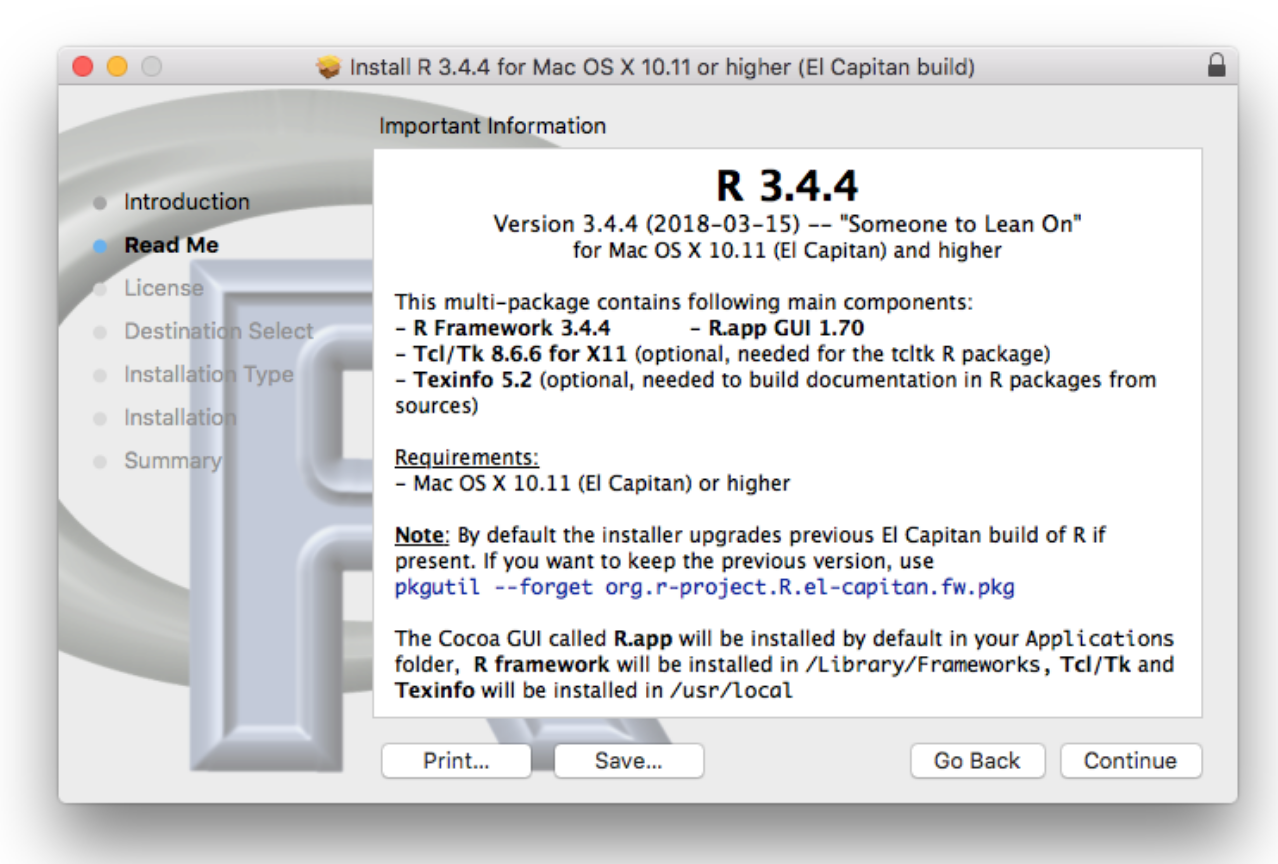 Install R 3.4.4 for Mac OS X 10.11 or higher (El Capitan build)
Important Information
Introduction
Read Me
License
Destination Select
Installation Type
Installation
Summary
R 3.4.4
Version 3.4.4 (2018-03-15) -- "Someone to Lean On"
for Mac OS X 10.11 (El Capitan) and higher
This multi-package contains following main components:
- R Framework 3.4.4 - R.app GUI 1.70
- Tcl/Tk 8.6.6 for X11 (optional, needed for the tcltk R package)
- Texinfo 5.2 (optional, needed to build documentation in R packages from
sources)
Requirements:
- Mac OS X 10.11 (El Capitan) or higher
Note: By default the installer upgrades previous El Capitan build of R if
present. If you want to keep the previous version, use
pkgutil --forget org.r-project.R.el-capitan.fw.pkg
The Cocoa GUI called R.app will be installed by default in your Applications
folder, R framework will be installed in /Library/Frameworks, Tcl/Tk and
Texinfo will be installed in /usr/local
Print... Save... Go Back Continue